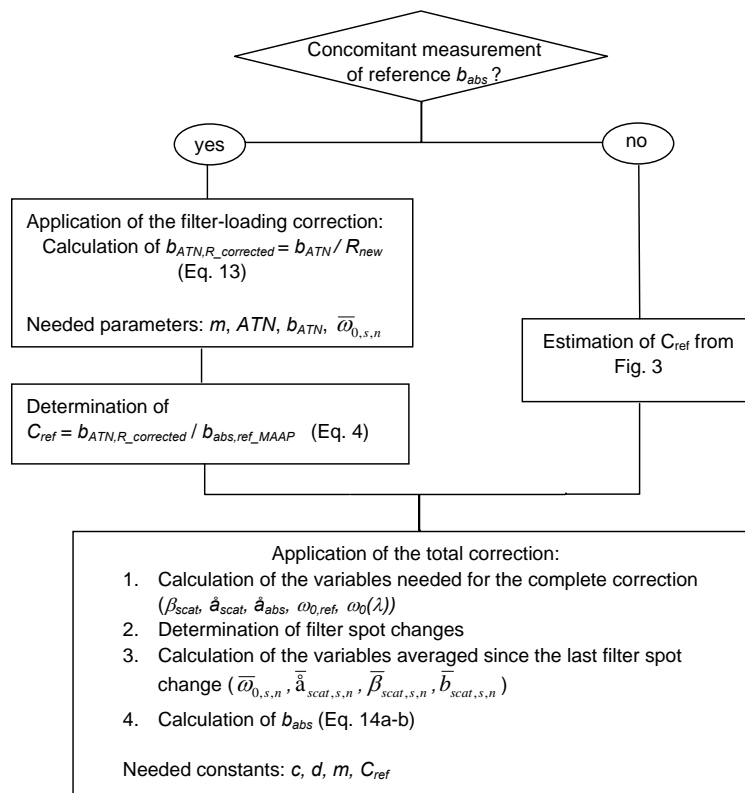 Concomitant measurement
of reference b_abs ?
yes
no
Application of the filter-loading correction:
Calculation of b_ATN,R_corrected = b_ATN / R_new
(Eq. 13)
Needed parameters: m, ATN, b_ATN, ω̅_0,s,n
Estimation of C_ref from
Fig. 3
Determination of
C_ref = b_ATN,R_corrected / b_abs,ref_MAAP (Eq. 4)
Application of the total correction:
1. Calculation of the variables needed for the complete correction
(β_scat, å_scat, å_abs, ω_0,ref, ω_0(λ))
2. Determination of filter spot changes
3. Calculation of the variables averaged since the last filter spot
change ( ω̅_0,s,n , å̅_scat,s,n , β̅_scat,s,n , b̅_scat,s,n )
4. Calculation of b_abs (Eq. 14a-b)
Needed constants: c, d, m, C_ref